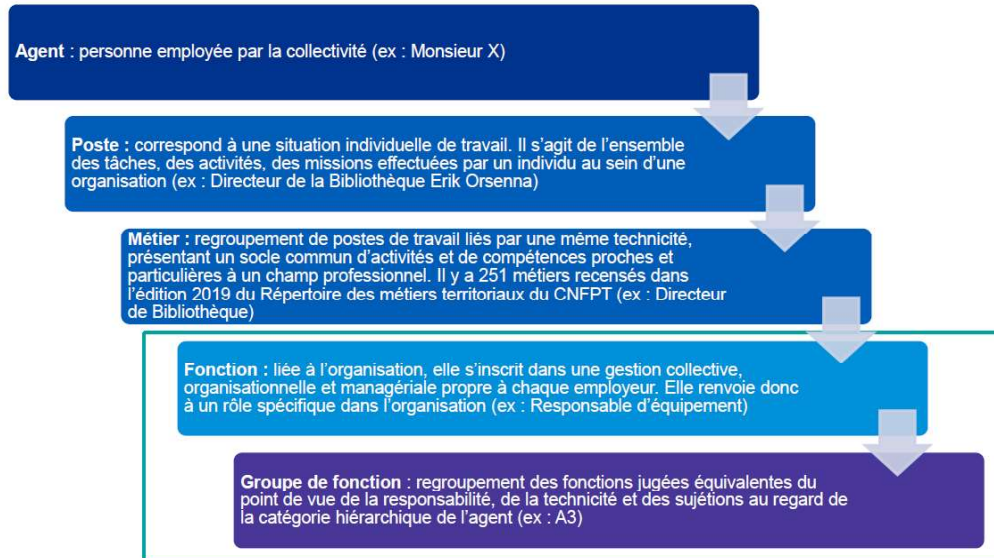 Agent : personne employée par la collectivité (ex : Monsieur X)
Poste : correspond à une situation individuelle de travail. Il s’agit de l’ensemble
des tâches, des activités, des missions effectuées par un individu au sein d’une
organisation (ex : Directeur de la Bibliothèque Erik Orsenna)
Métier : regroupement de postes de travail liés par une même technicité,
présentant un socle commun d’activités et de compétences proches et
particulières à un champ professionnel. Il y a 251 métiers recensés dans
l’édition 2019 du Répertoire des métiers territoriaux du CNFPT (ex : Directeur
de Bibliothèque)
Fonction : liée à l’organisation, elle s’inscrit dans une gestion collective,
organisationnelle et managériale propre à chaque employeur. Elle renvoie donc
à un rôle spécifique dans l’organisation (ex : Responsable d’équipement)
Groupe de fonction : regroupement des fonctions jugées équivalentes du
point de vue de la responsabilité, de la technicité et des sujétions au regard de
la catégorie hiérarchique de l’agent (ex : A3)